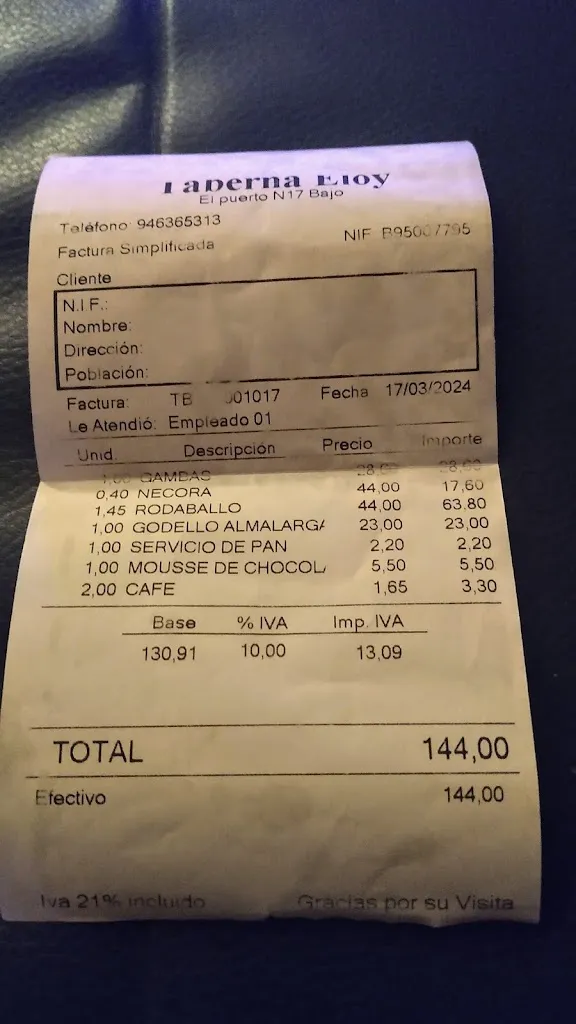 Taberna Eloy
El puerto N17 Bajo
Teléfono: 946365313
Factura Simplificada NIF
Cliente
N.I.F.:
Nombre:
Dirección:
Población:
Factura: TB 001017 Fecha 17/03/2024
Le Atendió: Empleado 01
Unid. Descripción Precio Importe
1,00 GAMBAS
0,40 NECORA 44,00 17,60
1,45 RODABALLO 44,00 63,80
1,00 GODELLO ALMALARGA 23,00 23,00
1,00 SERVICIO DE PAN 2,20 2,20
1,00 MOUSSE DE CHOCOL 5,50 5,50
2,00 CAFE 1,65 3,30
Base % IVA Imp. IVA
130,91 10,00 13,09
TOTAL 144,00
Efectivo 144,00
Iva 21% incluido Gracias por su Visita